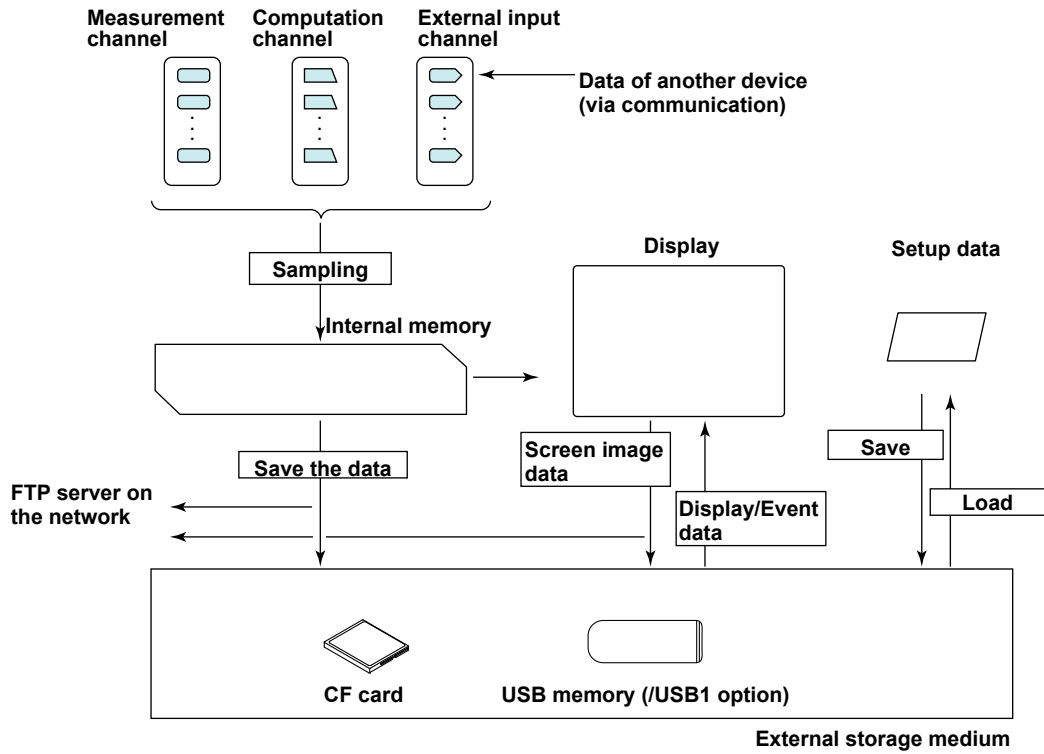 Measurement
channel
Computation
channel
External input
channel
Data of another device
(via communication)
Sampling
Internal memory
Display
Setup data
Save the data
Screen image
data
Display/Event
data
Save
Load
FTP server on
the network
CF card
USB memory (/USB1 option)
External storage medium